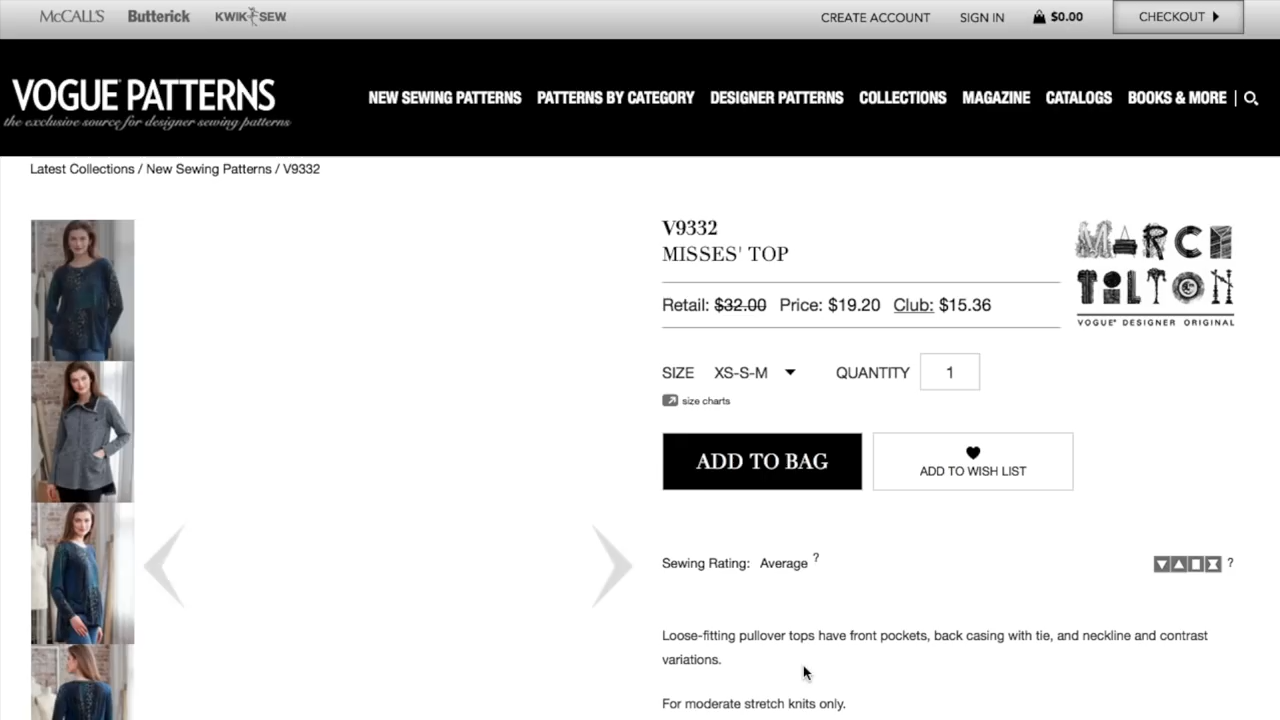 McCALL'S Butterick KWIK SEW CREATE ACCOUNT SIGN IN $0.00 CHECKOUT
VOGUE PATTERNS
the exclusive source for designer sewing patterns
NEW SEWING PATTERNS PATTERNS BY CATEGORY DESIGNER PATTERNS COLLECTIONS MAGAZINE CATALOGS BOOKS & MORE
Latest Collections / New Sewing Patterns / V9332
V9332
MISSES' TOP
MARCY
TILTON
VOGUE® DESIGNER ORIGINAL
Retail: $32.00 Price: $19.20 Club: $15.36
SIZE XS-S-M QUANTITY 1
size charts
ADD TO BAG
ADD TO WISH LIST
Sewing Rating: Average ? ?
Loose-fitting pullover tops have front pockets, back casing with tie, and neckline and contrast
variations.
For moderate stretch knits only.